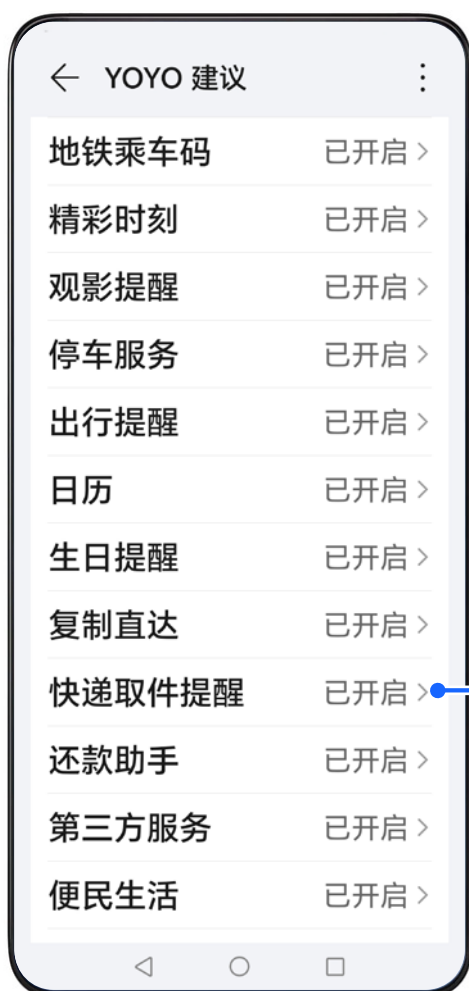 YOYO 建议
地铁乘车码 已开启
精彩时刻 已开启
观影提醒 已开启
停车服务 已开启
出行提醒 已开启
日历 已开启
生日提醒 已开启
复制直达 已开启
快递取件提醒 已开启
还款助手 已开启
第三方服务 已开启
便民生活 已开启